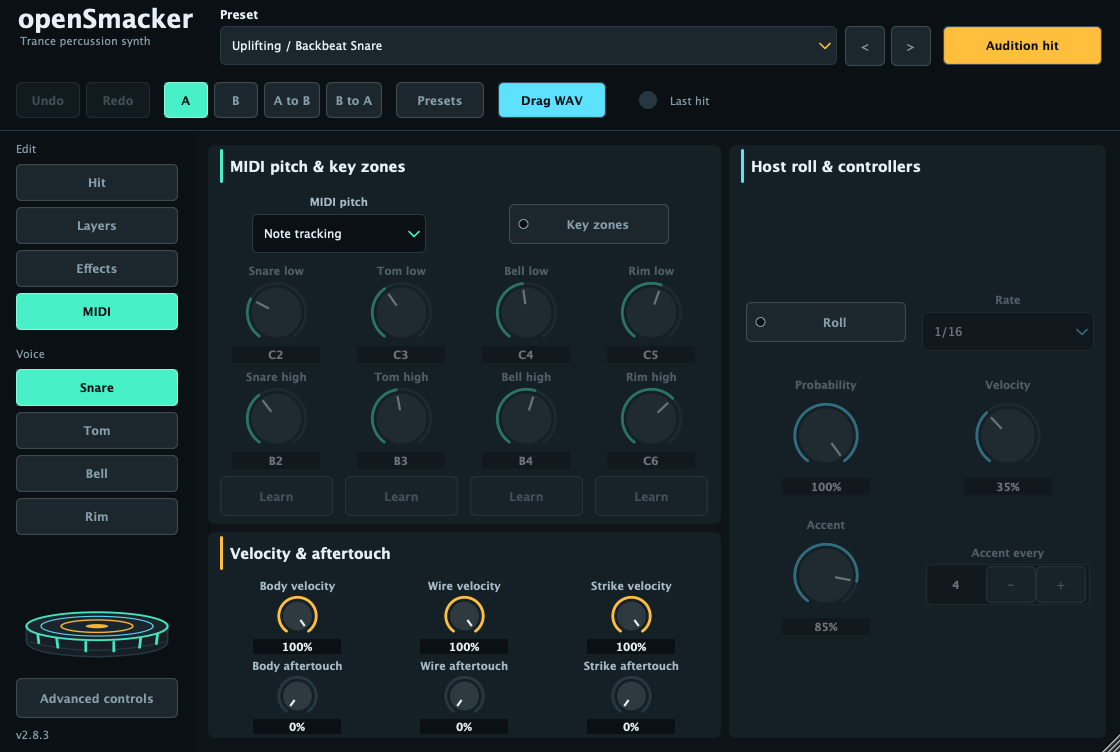 openSmacker
Trance percussion synth
Preset
Uplifting / Backbeat Snare
<
>
Audition hit
Undo
Redo
A
B
A to B
B to A
Presets
Drag WAV
Last hit
Edit
Hit
Layers
Effects
MIDI
Voice
Snare
Tom
Bell
Rim
Advanced controls
v2.8.3
MIDI pitch & key zones
MIDI pitch
Note tracking
Key zones
Snare low
Tom low
Bell low
Rim low
C2
C3
C4
C5
Snare high
Tom high
Bell high
Rim high
B2
B3
B4
C6
Learn
Learn
Learn
Learn
Velocity & aftertouch
Body velocity
Wire velocity
Strike velocity
100%
100%
100%
Body aftertouch
Wire aftertouch
Strike aftertouch
0%
0%
0%
Host roll & controllers
Roll
Rate
1/16
Probability
Velocity
100%
35%
Accent
Accent every
4
-
+
85%